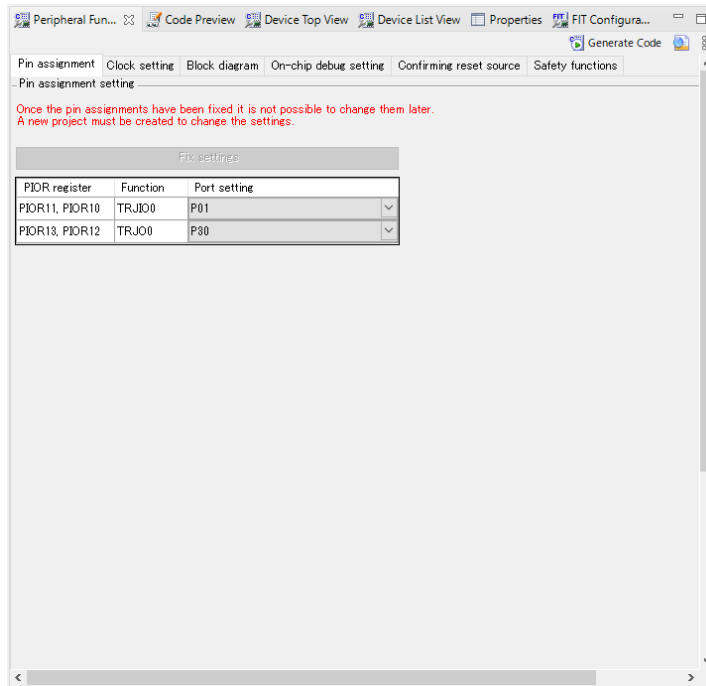 Peripheral Fun... Code Preview Device Top View Device List View Properties FIT Configura...
Generate Code
Pin assignment Clock setting Block diagram On-chip debug setting Confirming reset source Safety functions
Pin assignment setting
Once the pin assignments have been fixed it is not possible to change them later.
A new project must be created to change the settings.
Fix settings
PIOR register Function Port setting
PIOR11, PIOR10 TRJIO0 P01
PIOR13, PIOR12 TRJO0 P30